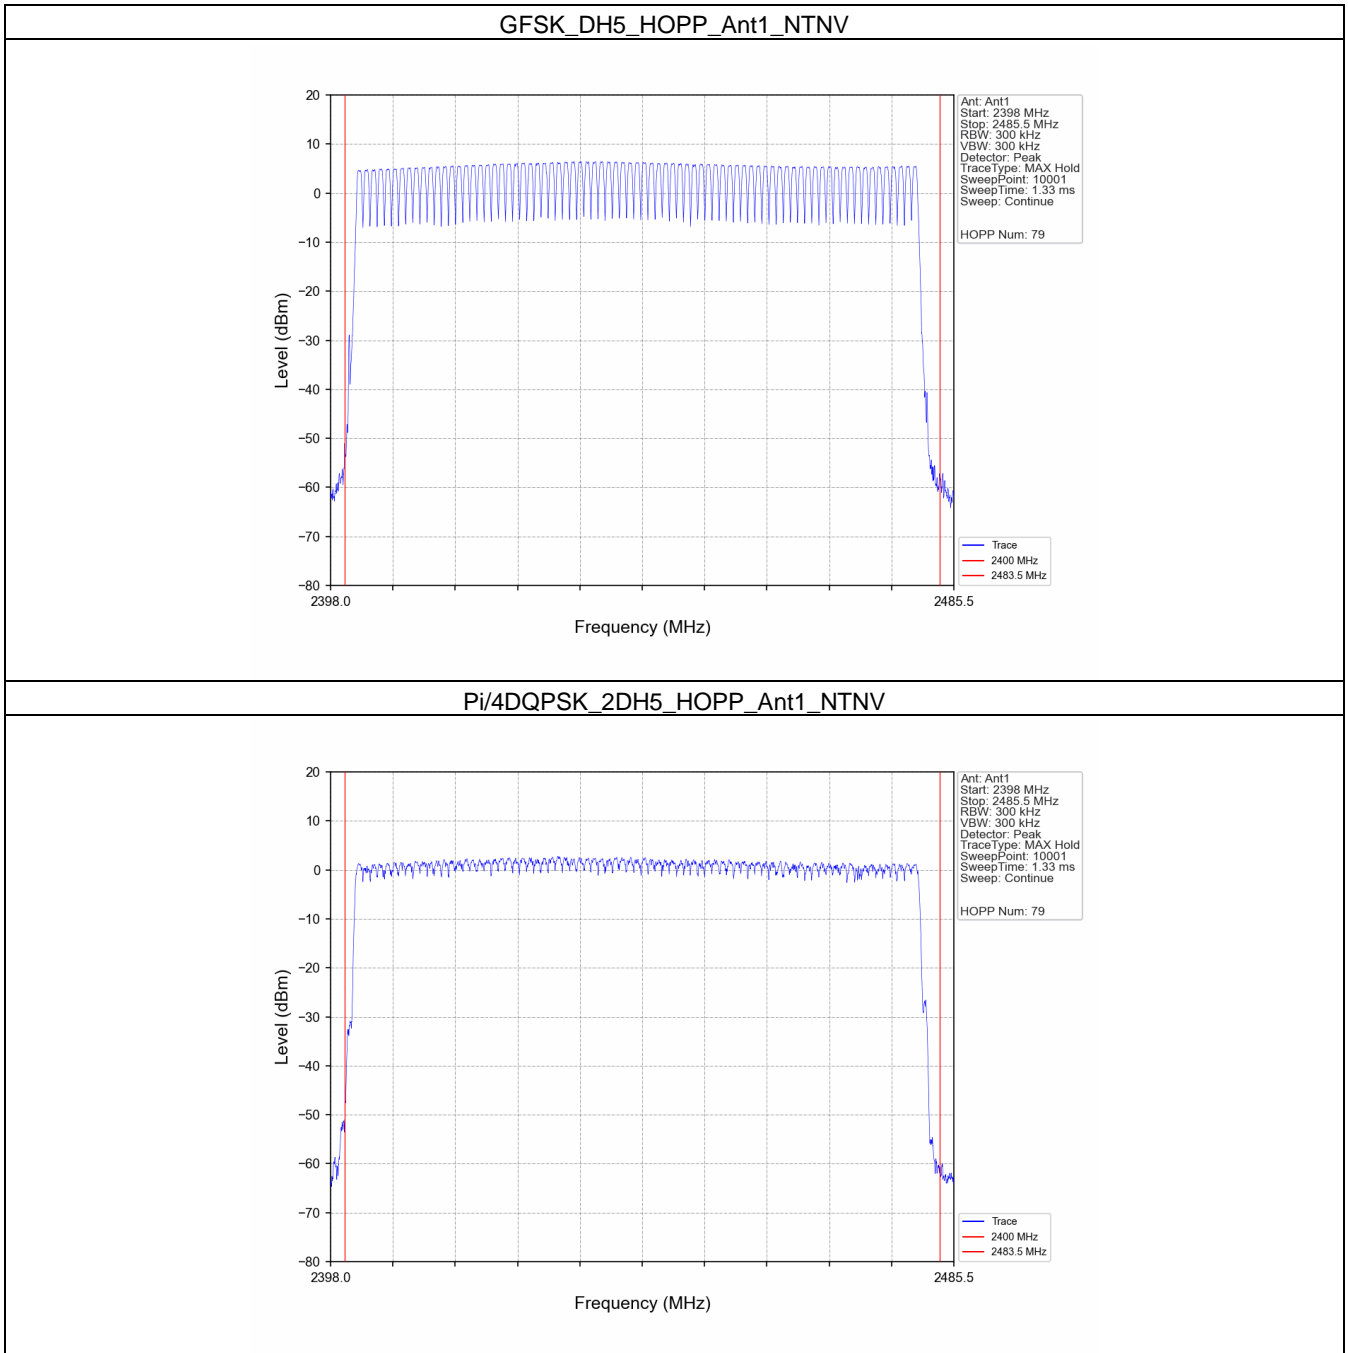 GFSK_DH5_HOPP_Ant1_NTNV
20
10
0
−10
−20
−30
−40
−50
−60
−70
−80
Level (dBm)
2398.0
2485.5
Frequency (MHz)
Ant: Ant1
Start: 2398 MHz
Stop: 2485.5 MHz
RBW: 300 kHz
VBW: 300 kHz
Detector: Peak
TraceType: MAX Hold
SweepPoint: 10001
SweepTime: 1.33 ms
Sweep: Continue
HOPP Num: 79
Trace
2400 MHz
2483.5 MHz
Pi/4DQPSK_2DH5_HOPP_Ant1_NTNV
20
10
0
−10
−20
−30
−40
−50
−60
−70
−80
Level (dBm)
2398.0
2485.5
Frequency (MHz)
Ant: Ant1
Start: 2398 MHz
Stop: 2485.5 MHz
RBW: 300 kHz
VBW: 300 kHz
Detector: Peak
TraceType: MAX Hold
SweepPoint: 10001
SweepTime: 1.33 ms
Sweep: Continue
HOPP Num: 79
Trace
2400 MHz
2483.5 MHz